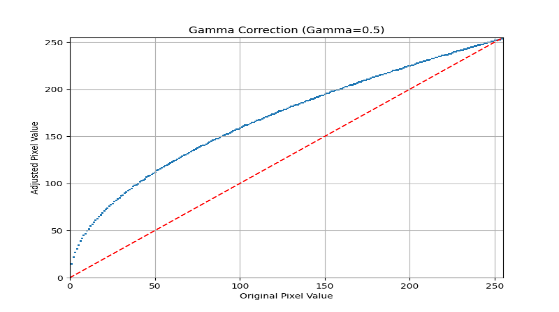 Gamma Correction (Gamma=0.5)
250
200
150
100
50
0
Adjusted Pixel Value
0 50 100 150 200 250
Original Pixel Value